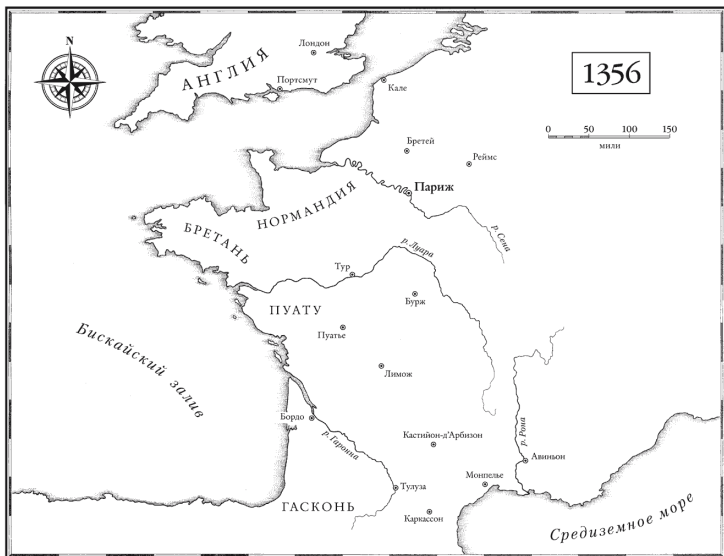 N
Лондон
АНГЛИЯ
Портсмут
Кале
1356
0 50 100 150
мили
Бретей
Реймс
Париж
НОРМАНДИЯ
БРЕТАНЬ
р. Сена
р. Луара
Тур
Бурж
ПУАТУ
Пуатье
Бискайский залив
Лимож
Бордо
р. Гаронна
Кастийон-д'Арбизон
р. Рона
Авиньон
Монпелье
Тулуза
ГАСКОНЬ
Каркассон
Средиземное море